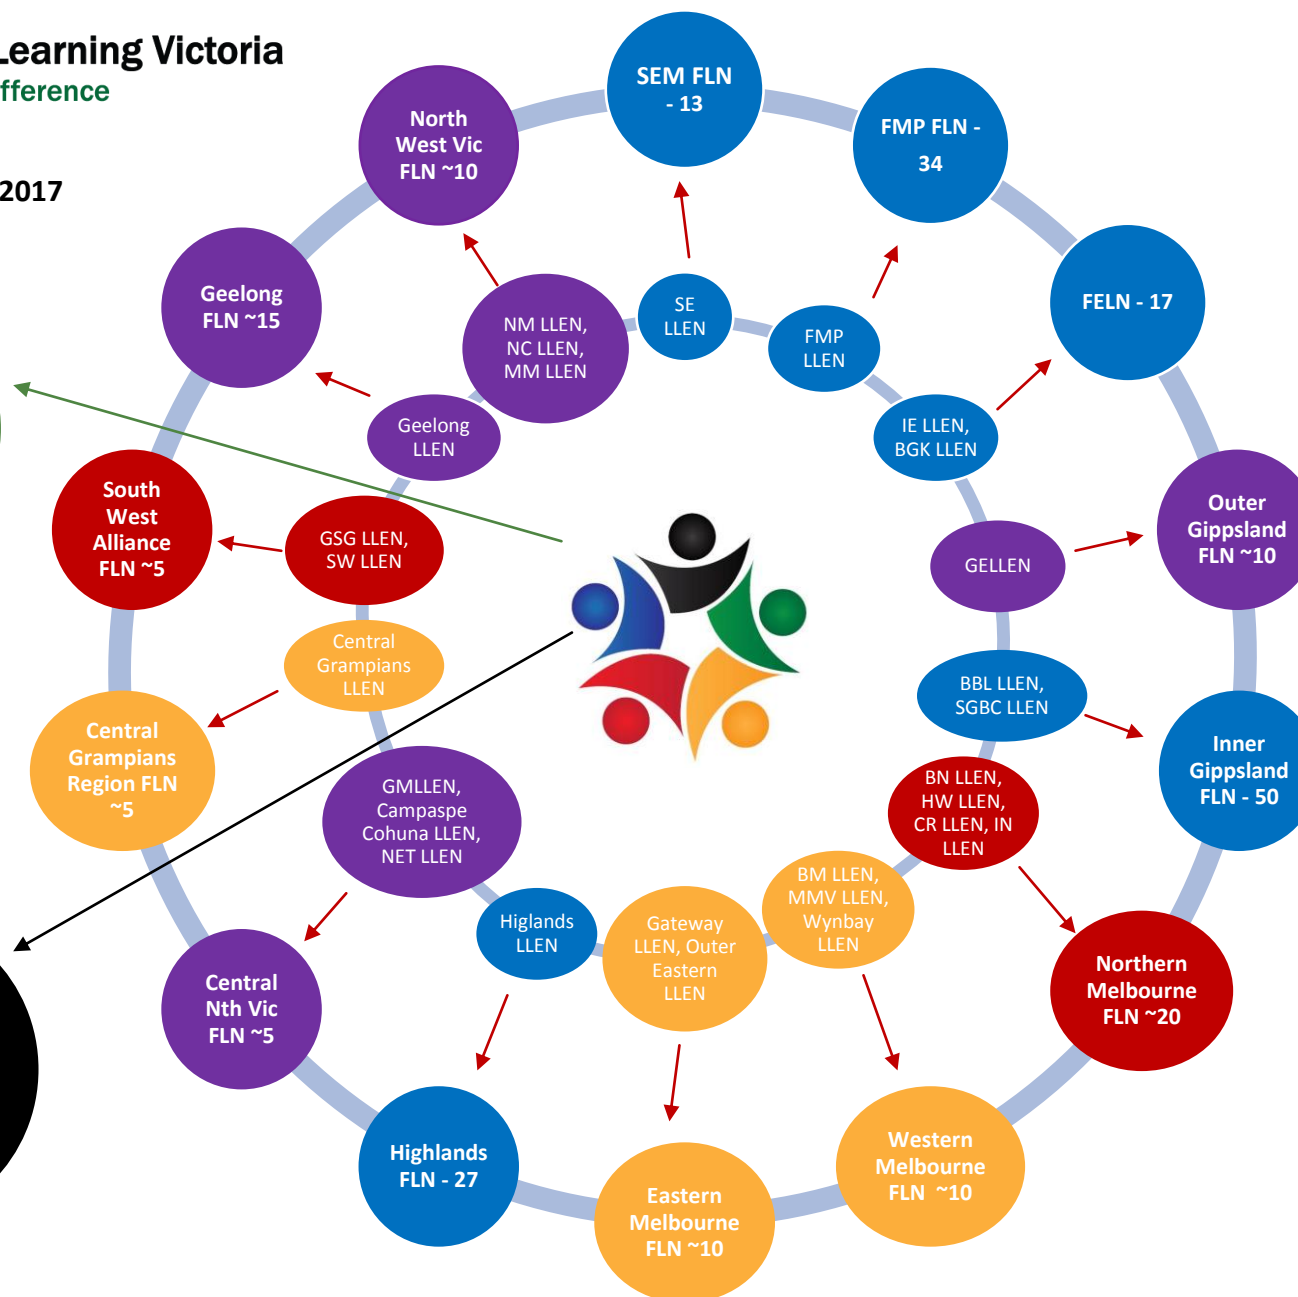 Learning Victoria
ifference
2017
SEM FLN
- 13
FMP FLN -
34
FELN - 17
Outer
Gippsland
FLN ~10
Inner
Gippsland
FLN - 50
Northern
Melbourne
FLN ~20
Western
Melbourne
FLN ~10
Eastern
Melbourne
FLN ~10
Highlands
FLN - 27
Central
Nth Vic
FLN ~5
Central
Grampians
Region FLN
~5
South
West
Alliance
FLN ~5
Geelong
FLN ~15
North
West Vic
FLN ~10
SE
LLEN
FMP
LLEN
IE LLEN,
BGK LLEN
GELLEN
BBL LLEN,
SGBC LLEN
BN LLEN,
HW LLEN,
CR LLEN, IN
LLEN
BM LLEN,
MMV LLEN,
Wynbay
LLEN
Gateway
LLEN, Outer
Eastern
LLEN
Higlands
LLEN
GMLLEN,
Campaspe
Cohuna LLEN,
NET LLEN
Central
Grampians
LLEN
GSG LLEN,
SW LLEN
Geelong
LLEN
NM LLEN,
NC LLEN,
MM LLEN